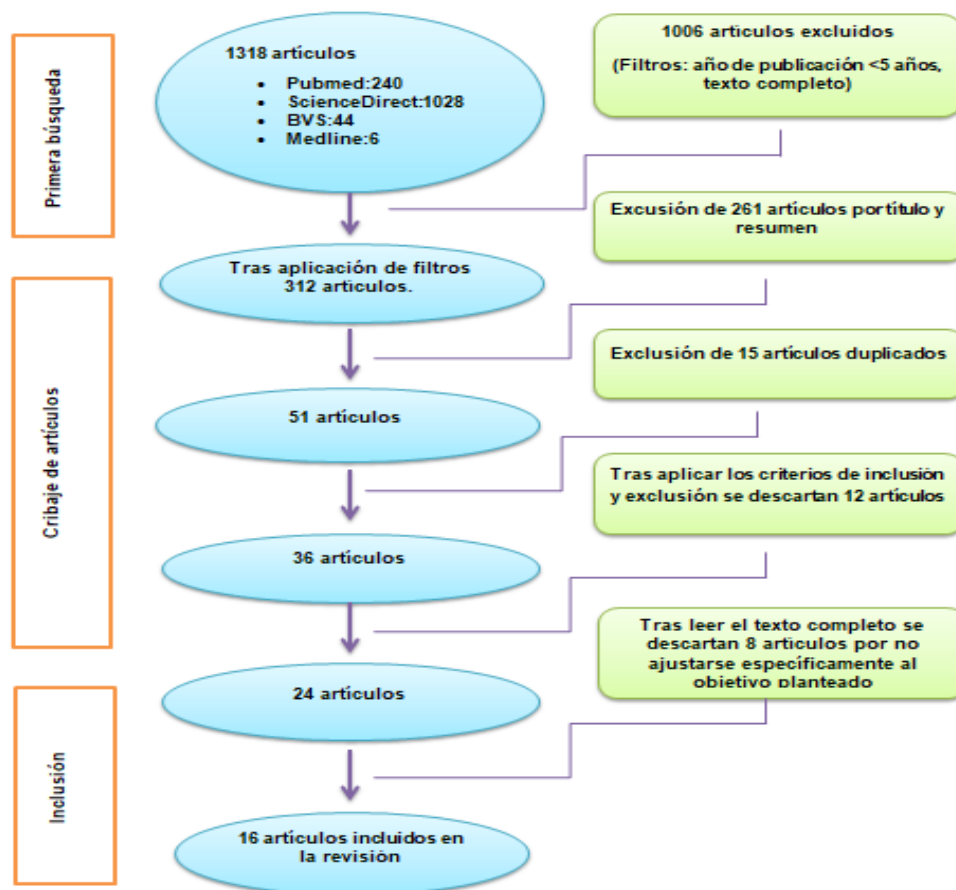 Primera búsqueda
1318 artículos
• Pubmed:240
• ScienceDirect:1028
• BVS:44
• Medline:6
1006 artículos excluidos
(Filtros: año de publicación <5 años,
texto completo)
Excusión de 261 artículos por título y
resumen
Cribaje de artículos
Tras aplicación de filtros
312 artículos.
Exclusión de 15 artículos duplicados
51 artículos
Tras aplicar los criterios de inclusión
y exclusión se descartan 12 artículos
36 artículos
Tras leer el texto completo se
descartan 8 artículos por no
ajustarse específicamente al
objetivo planteado
Inclusión
24 artículos
16 artículos incluidos en
la revisión